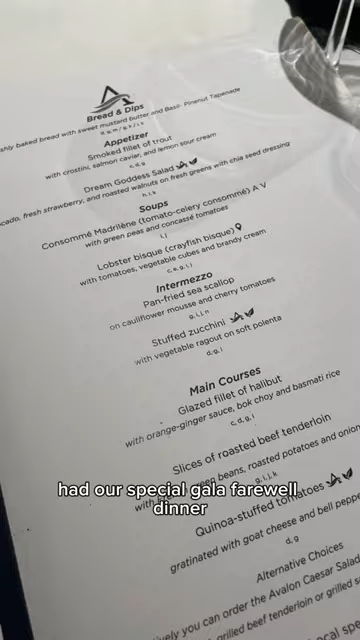 Bread & Dips
shly baked bread with sweet mustard butter and Basil- Pinenut Tapenade
Appetizer
Smoked fillet of trout
with crostini, salmon caviar, and lemon sour cream
c,d,g
Dream Goddess Salad
cado, fresh strawberry, and roasted walnuts on fresh greens with chia seed dressing
h,i,k
Soups
Consommé Madrilène (tomato-celery consommé) A V
with green peas and concassé tomatoes
i,j
Lobster bisque (crayfish bisque)
with tomatoes, vegetable cubes and brandy cream
c,e,g,i,j
Intermezzo
Pan-fried sea scallop
on cauliflower mousse and cherry tomatoes
g,i,j,n
Stuffed zucchini
with vegetable ragout on soft polenta
d,g,i
Main Courses
Glazed fillet of halibut
with orange-ginger sauce, bok choy and basmati rice
c,d,g,i
Slices of roasted beef tenderloin
green beans, roasted potatoes and onion
g,i,j,k
had our special gala farewell
dinner
Quinoa-stuffed tomatoes
gratinated with goat cheese and bell peppe
d,g
Alternative Choices
ively you can order the Avalon Caesar Salad
grilled beef tenderloin or grilled s
ocal spe